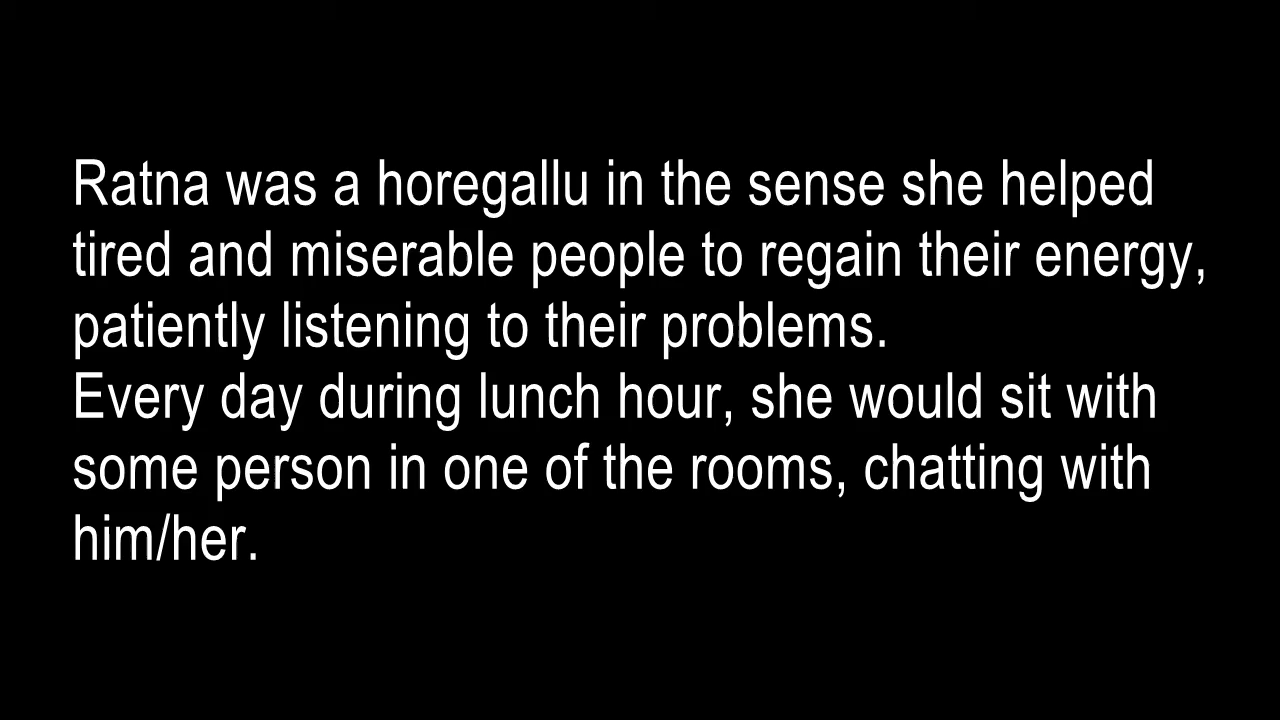 Ratna was a horegallu in the sense she helped
tired and miserable people to regain their energy,
patiently listening to their problems.
Every day during lunch hour, she would sit with
some person in one of the rooms, chatting with
him/her.